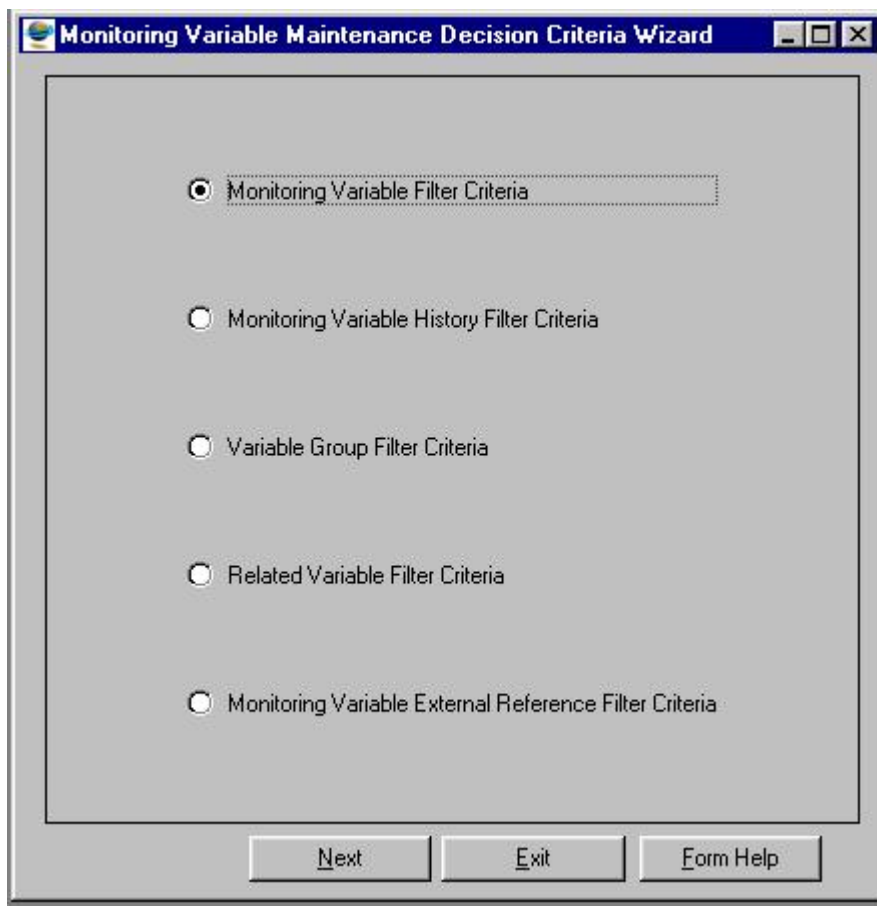 Monitoring Variable Maintenance Decision Criteria Wizard
Monitoring Variable Filter Criteria
Monitoring Variable History Filter Criteria
Variable Group Filter Criteria
Related Variable Filter Criteria
Monitoring Variable External Reference Filter Criteria
Next Exit Form Help